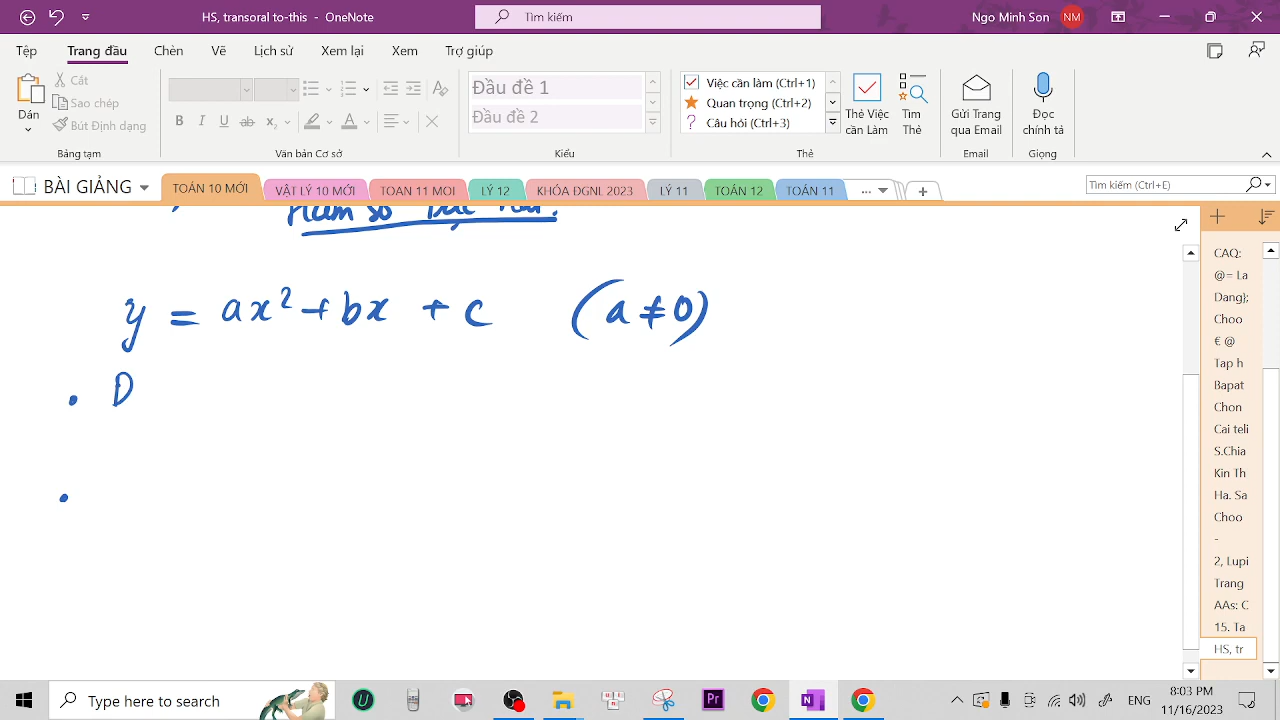 HS, transoral to-this - OneNote
Tìm kiếm
Ngo Minh Son
NM
Tệp Trang đầu Chèn Vẽ Lịch sử Xem lại Xem Trợ giúp
Dán
Cắt
Sao chép
Bút Định dạng
Bảng tạm
B I U ab x₂ A
Văn bản Cơ sở
Đầu đề 1
Đầu đề 2
Kiểu
Việc cần làm (Ctrl+1)
Quan trọng (Ctrl+2)
? Câu hỏi (Ctrl+3)
Thẻ Việc cần Làm
Tìm Thẻ
Thẻ
Gửi Trang qua Email
Email
Đọc chính tả
Giọng
BÀI GIẢNG
TOÁN 10 MỚI
VẬT LÝ 10 MỚI
TOAN 11 MOI
LÝ 12
KHÓA ĐGNL 2023
LÝ 11
TOÁN 12
TOÁN 11
...
Tìm kiếm (Ctrl+E)
Hàm số bậc hai:
y = ax² + bx + c (a ≠ 0)
. D
.
CAQ:
@= La
Dang);
Choo
€ @
Tap h
Bapat
Chon
Cai teli
S.Chia
Kin Th
Ha. Sa
Choo
-
2, Lupi
Trang
AAs: C
15. Ta
HS, tr
Type here to search
ENG
8:03 PM
11/16/2023